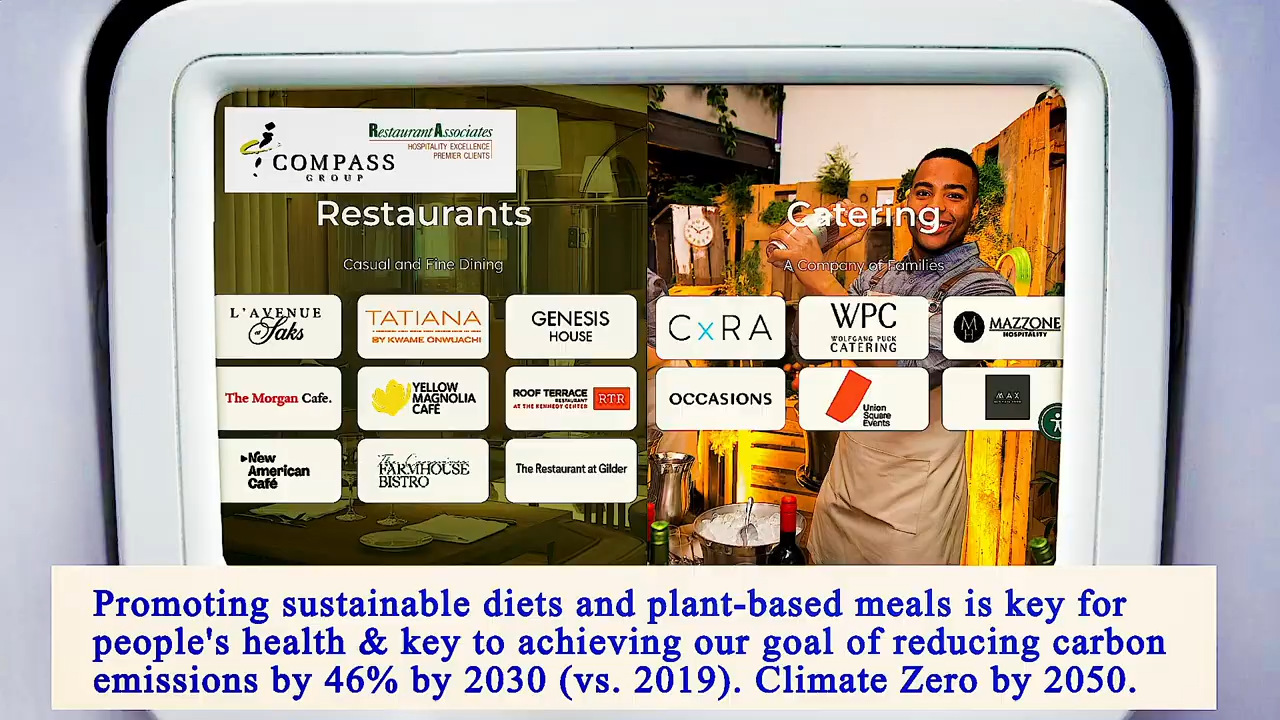 COMPASS
GROUP
Restaurant Associates
HOSPITALITY EXCELLENCE
PREMIER CLIENTS
Restaurants
Casual and Fine Dining
L'AVENUE
Saks
TATIANA
BY KWAME ONWUACHI
GENESIS
HOUSE
The Morgan Cafe.
YELLOW
MAGNOLIA
CAFÉ
ROOF TERRACE
RESTAURANT
AT THE KENNEDY CENTER
RTR
New
American
Café
FARMHOUSE
BISTRO
The Restaurant at Gilder
Catering
A Company of Families
CxRA
WPC
WOLFGANG PUCK
CATERING
MH
MAZZONE
HOSPITALITY
OCCASIONS
Union
Square
Events
MAX
Promoting sustainable diets and plant-based meals is key for
people's health & key to achieving our goal of reducing carbon
emissions by 46% by 2030 (vs. 2019). Climate Zero by 2050.